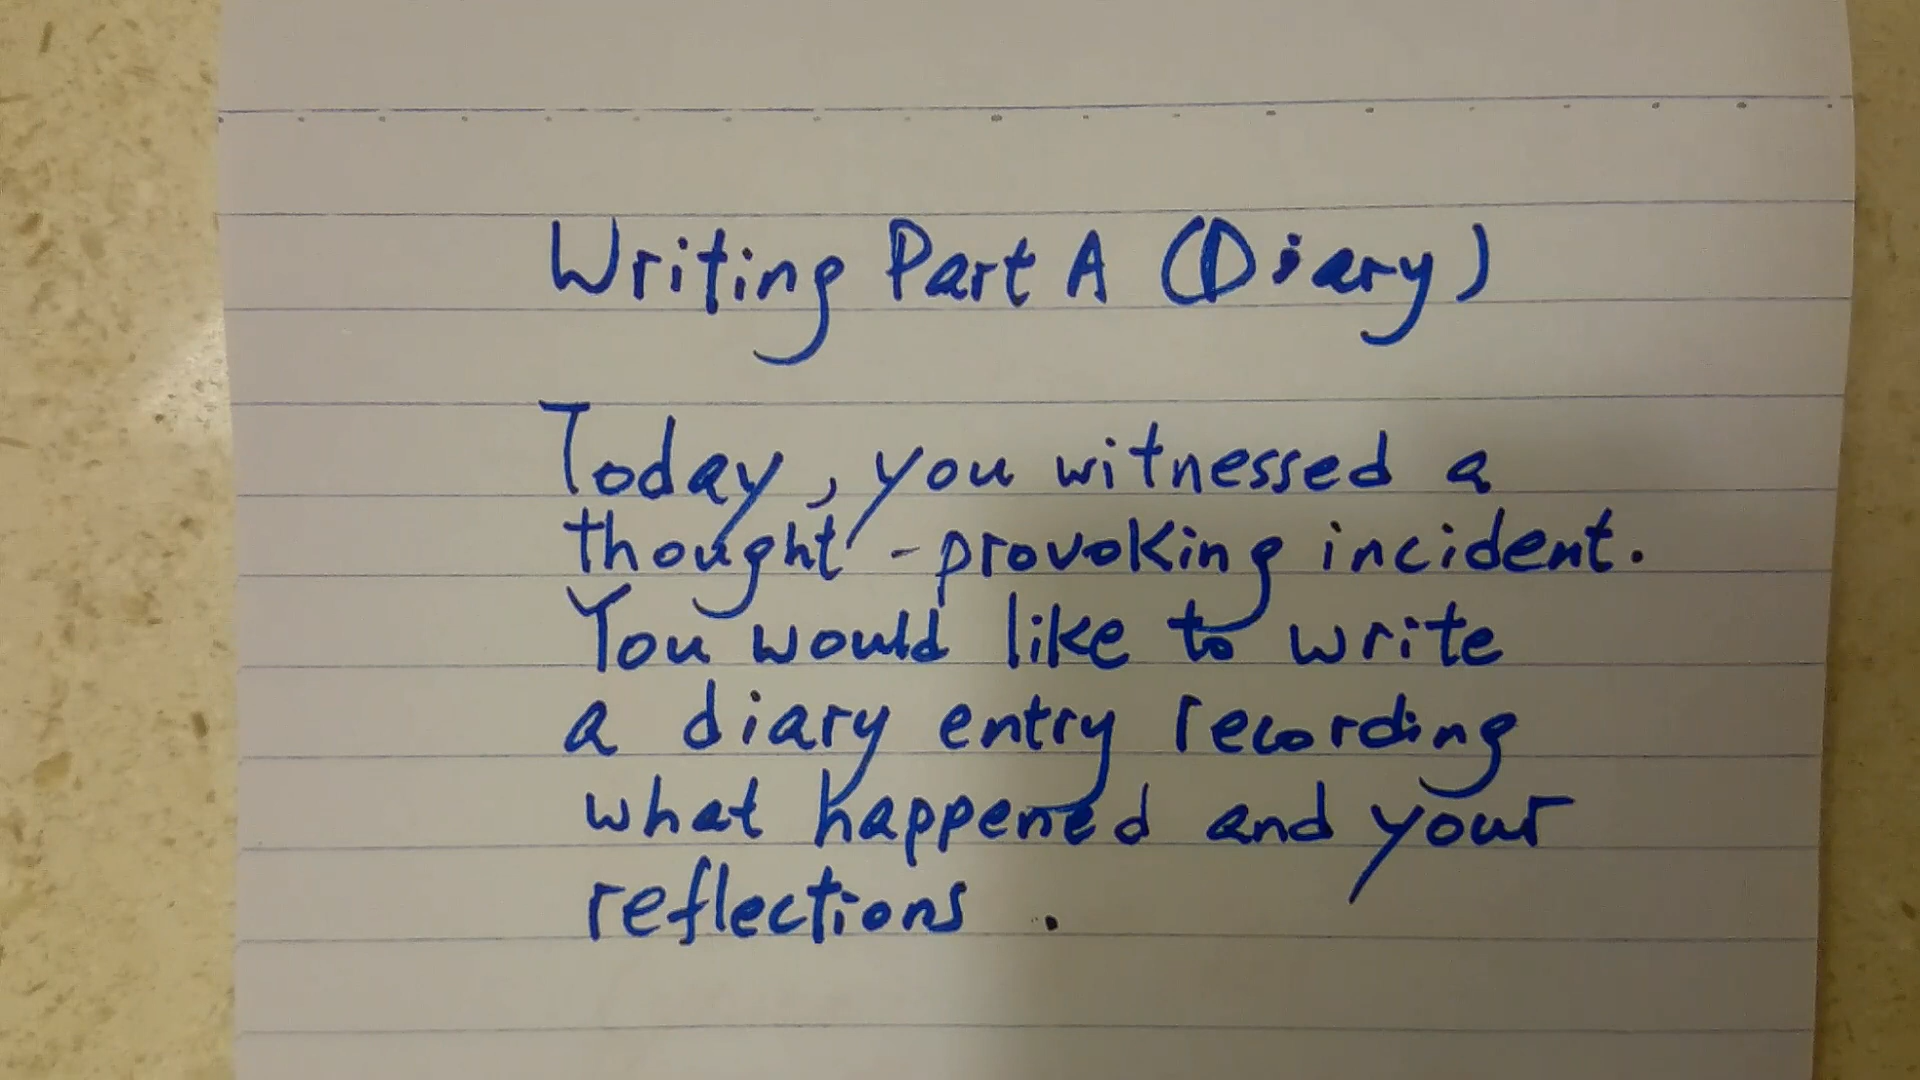 Writing Part A (Diary)
Today, you witnessed a
thought-provoking incident.
You would like to write
a diary entry recording
what happened and your
reflections.